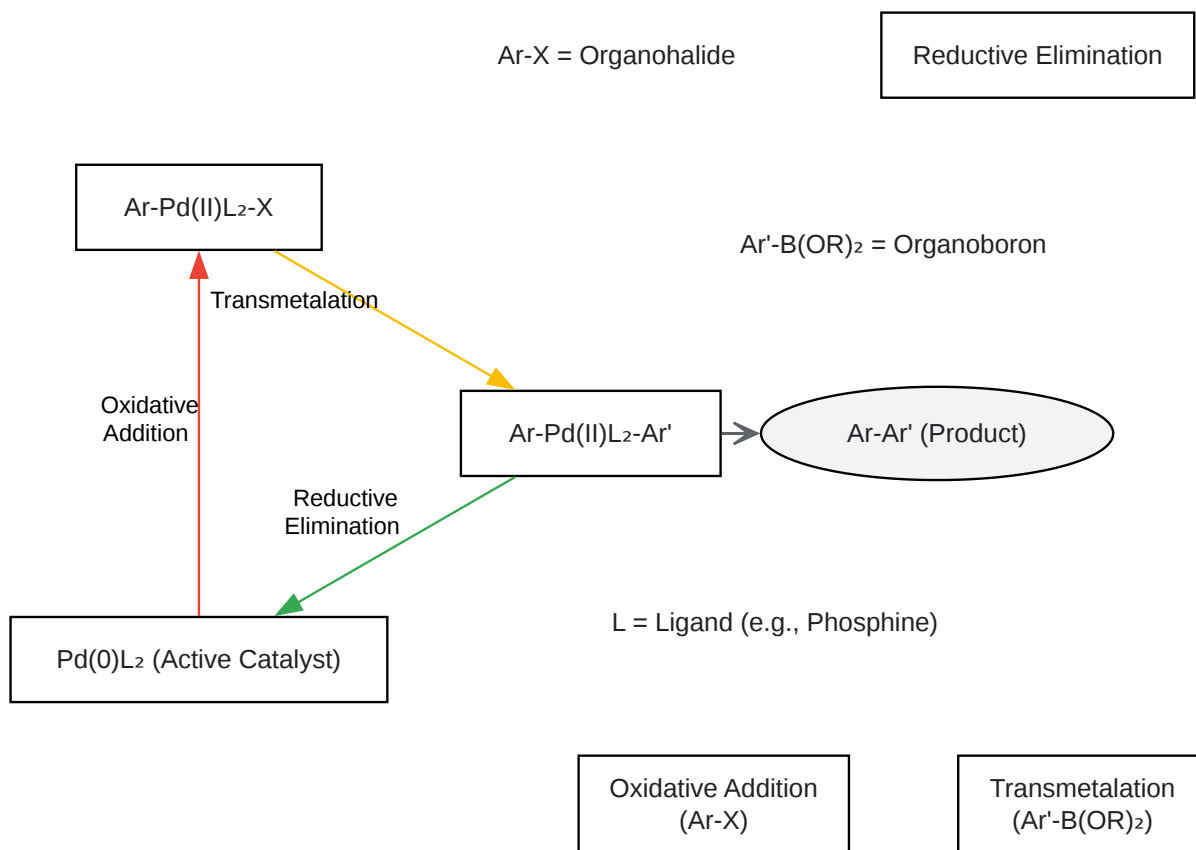 Ar-X = Organohalide
Reductive Elimination
Ar-Pd(II)L₂-X
Ar'-B(OR)₂ = Organoboron
Transmetalation
Oxidative
Addition
Ar-Pd(II)L₂-Ar'
Ar-Ar' (Product)
Reductive
Elimination
L = Ligand (e.g., Phosphine)
Pd(0)L₂ (Active Catalyst)
Oxidative Addition
(Ar-X)
Transmetalation
(Ar'-B(OR)₂)